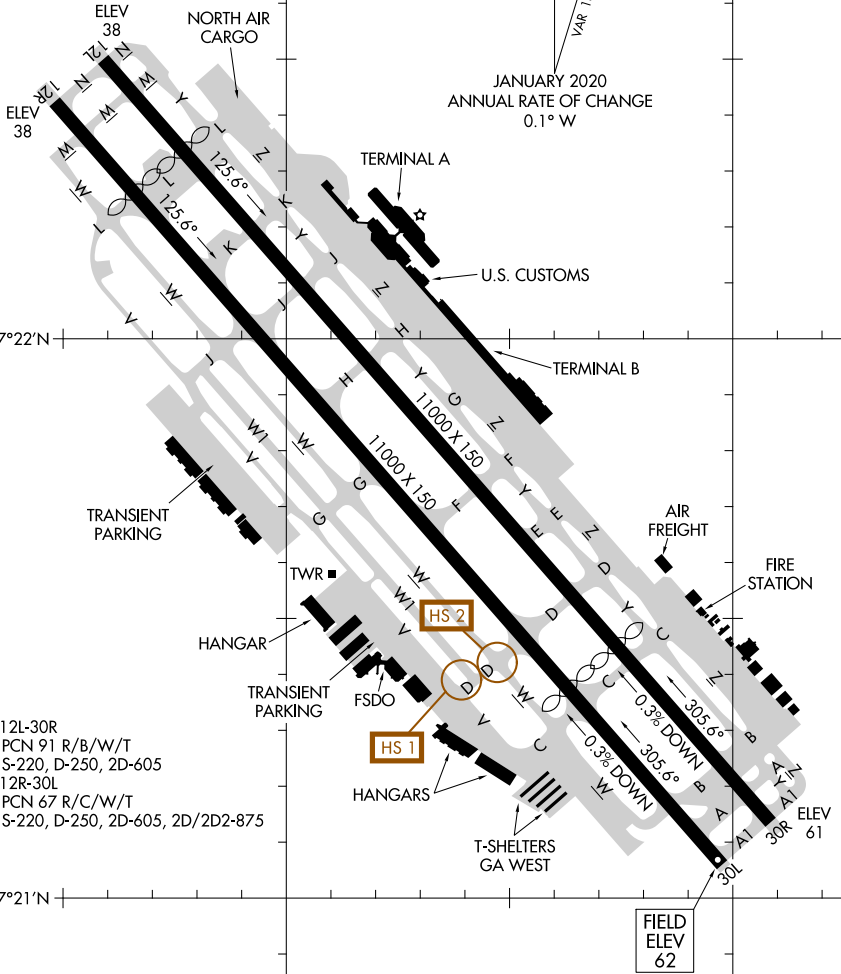 ELEV
38
NORTH AIR
CARGO
VAR 1
JANUARY 2020
ANNUAL RATE OF CHANGE
0.1° W
12L
N
12R
N
W
Y
ELEV
38
W
W
L
Z
TERMINAL A
125.6°
W
L
125.6°
K
L
K
Y
J
U.S. CUSTOMS
Z
W
J
V
H
7°22'N
J
H
Y
TERMINAL B
G
11000 X 150
Z
W1
W
V
11000 X 150
F
G
Y
F
TRANSIENT
PARKING
G
E
E
Z
AIR
FREIGHT
D
FIRE
STATION
TWR
W
W1
HS 2
D
Y
C
V
HANGAR
D
D
C
Z
TRANSIENT
PARKING
FSDO
W
305.6°
0.3% DOWN
V
HS 1
C
305.6°
0.3% DOWN
B
12L-30R
PCN 91 R/B/W/T
S-220, D-250, 2D-605
12R-30L
PCN 67 R/C/W/T
S-220, D-250, 2D-605, 2D/2D2-875
HANGARS
W
B
A
Z
Y
A1
A
30R
ELEV
61
A1
T-SHELTERS
GA WEST
30L
7°21'N
FIELD
ELEV
62